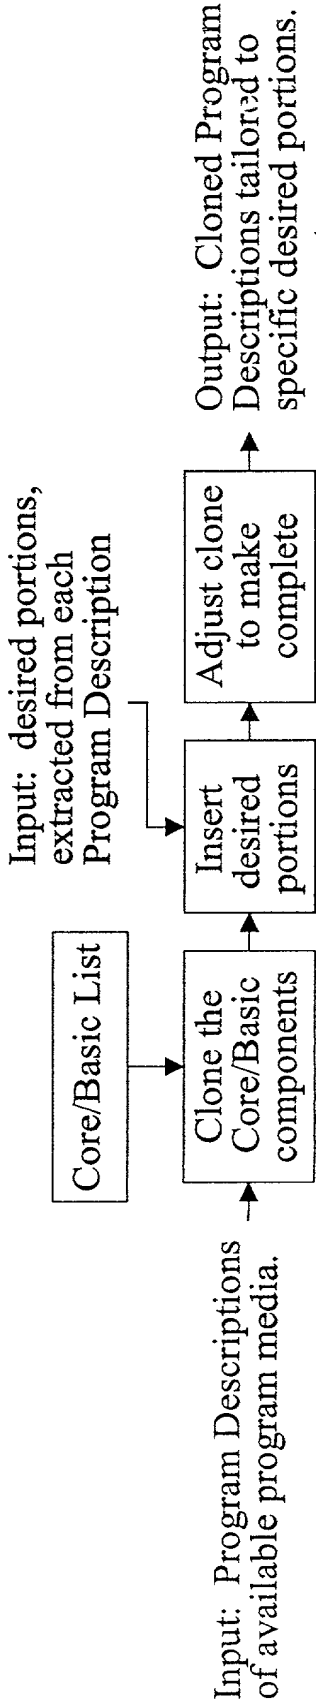 Input: Program Descriptions
of available program media.
Core/Basic List
Clone the
Core/Basic
components
Input: desired portions,
extracted from each
Program Description
Insert
desired
portions
Adjust clone
to make
complete
Output: Cloned Program
Descriptions tailored to
specific desired portions.